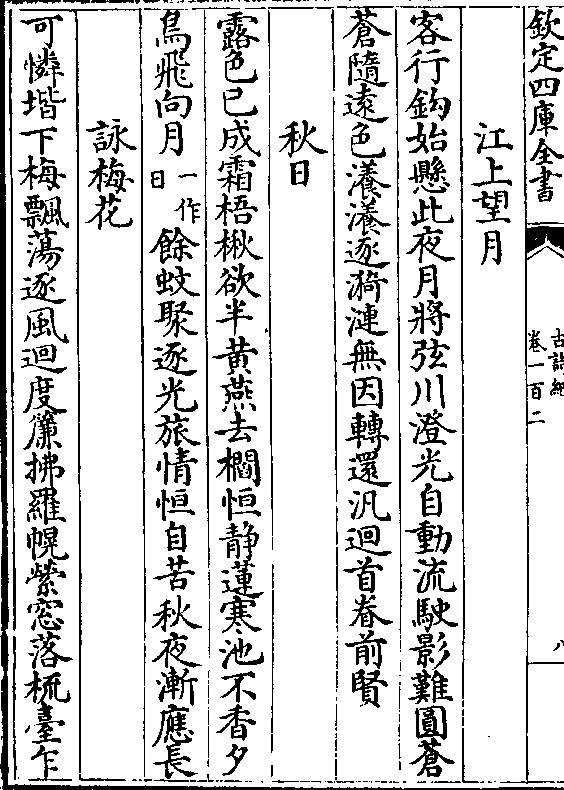 欽定四庫全書
古詩紀
卷一百二
八
江上望月
客行鈎始懸此夜月將弦川澄光自動流駛影難圓蒼
蒼隨遠色瀁瀁逐漪漣無因轉還汎迴首眷前賢
秋日
露色已成霜梧楸欲半黄燕去櫩恒静蓮寒池不香夕
鳥飛向月一作日餘蚊聚逐光旅情恒自苦秋夜漸應長
詠梅花
可憐堦下梅飄蕩逐風迴度簾拂羅幌縈窓落梳臺乍